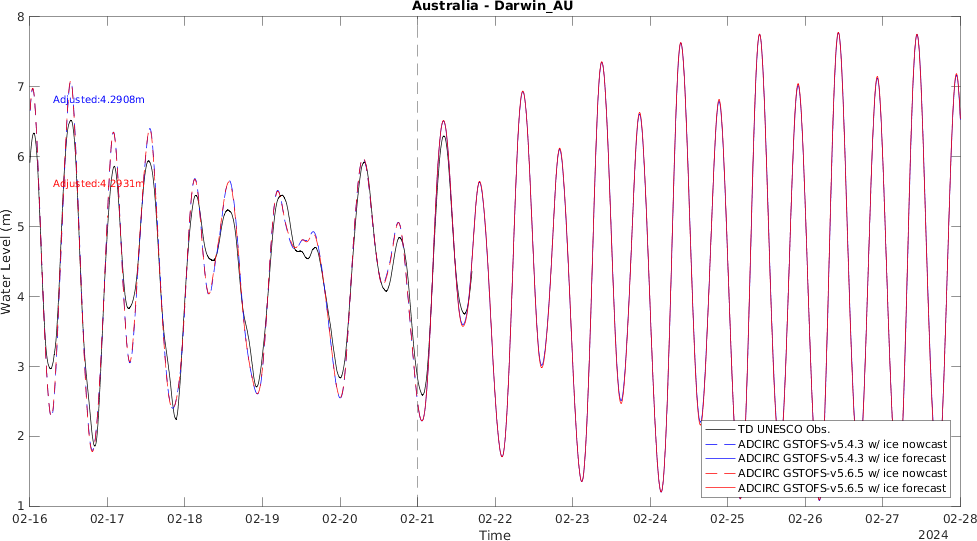 Australia - Darwin_AU
8
7
6
5
4
3
2
1
Water Level (m)
Adjusted:4.2908m
Adjusted:4.2931m
TD UNESCO Obs.
ADCIRC GSTOFS-v5.4.3 w/ ice nowcast
ADCIRC GSTOFS-v5.4.3 w/ ice forecast
ADCIRC GSTOFS-v5.6.5 w/ ice nowcast
ADCIRC GSTOFS-v5.6.5 w/ ice forecast
02-16 02-17 02-18 02-19 02-20 02-21 02-22 02-23 02-24 02-25 02-26 02-27 02-28
Time
2024